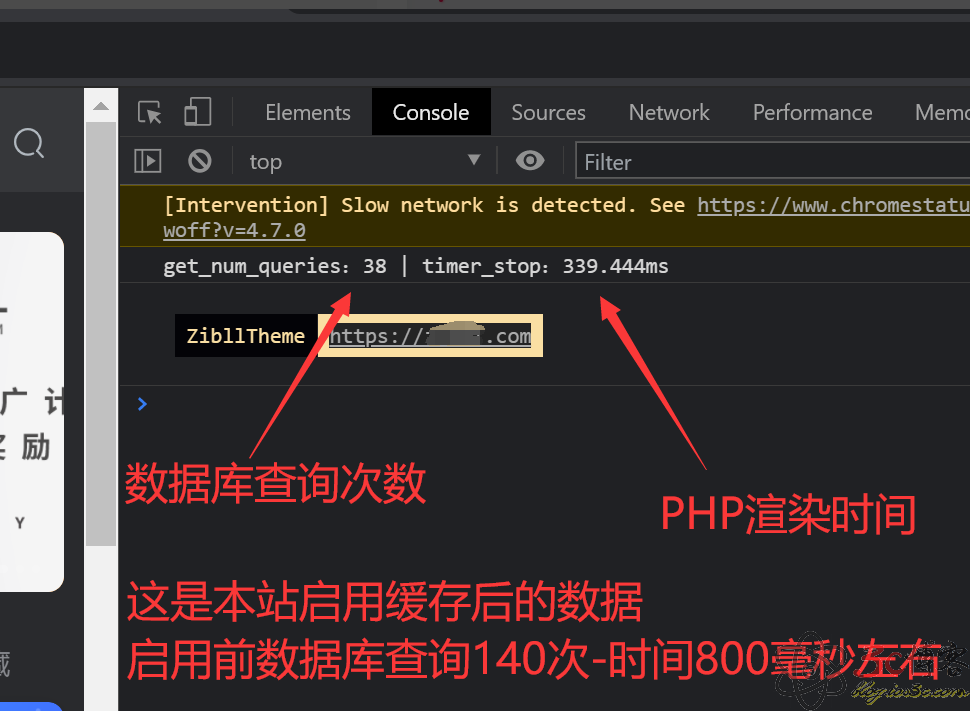 Elements Console Sources Network Performance Memo
top Filter
[Intervention] Slow network is detected. See https://www.chromestatu
woff?v=4.7.0
get_num_queries: 38 | timer_stop: 339.444ms
ZibllTheme https:// .com
广 计
励
Y
数据库查询次数
PHP渲染时间
这是本站启用缓存后的数据
启用前数据库查询140次-时间800毫秒左右